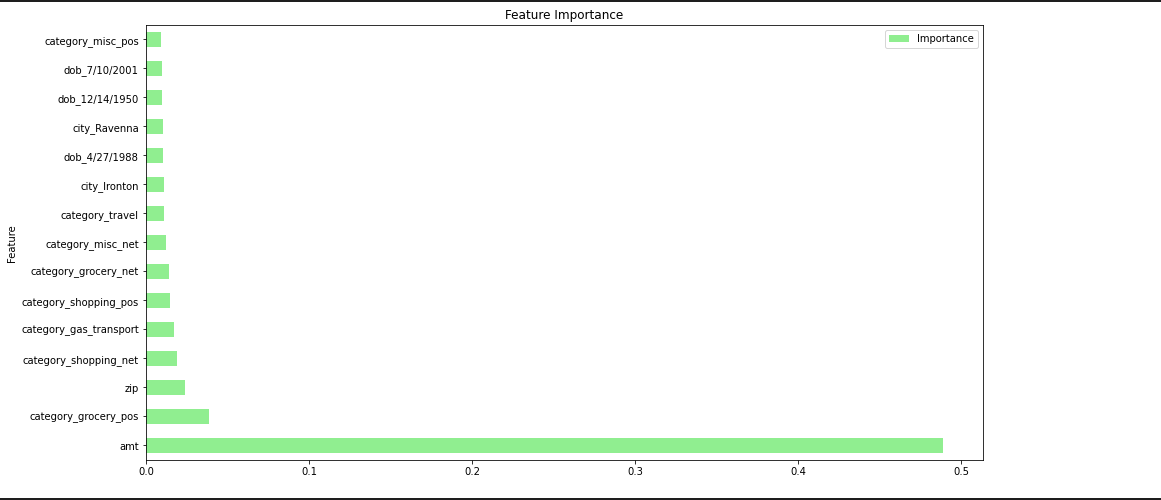 Feature Importance
Importance
Feature
category_misc_pos
dob_7/10/2001
dob_12/14/1950
city_Ravenna
dob_4/27/1988
city_Ironton
category_travel
category_misc_net
category_grocery_net
category_shopping_pos
category_gas_transport
category_shopping_net
zip
category_grocery_pos
amt
0.0 0.1 0.2 0.3 0.4 0.5